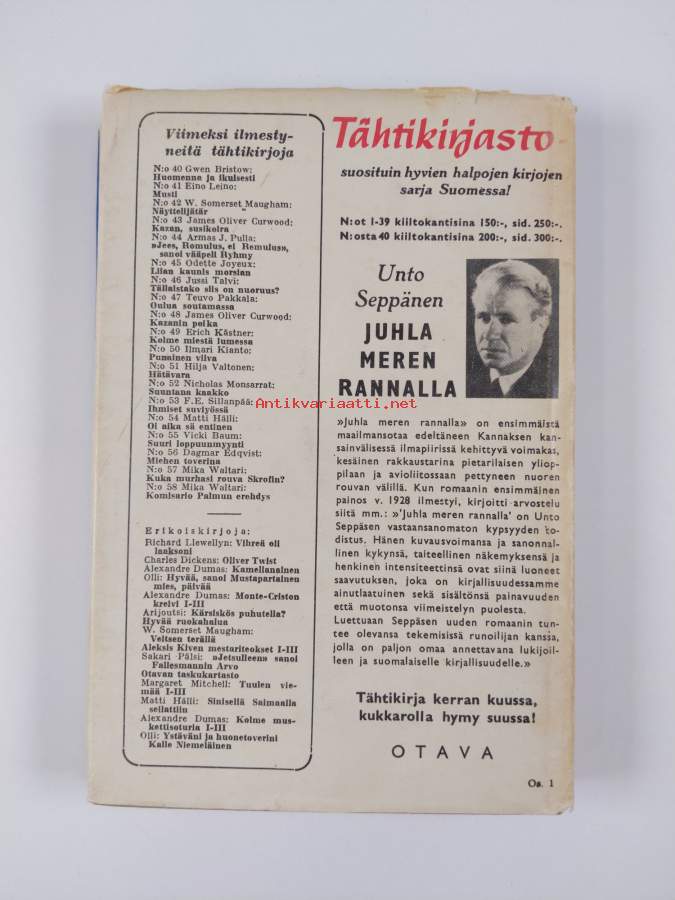 Viimeksi ilmesty-
neitä tähtikirjoja
N:o 40 Gwen Bristow:
Huomenna ja ikuisesti
N:o 41 Eino Leino:
Musti
N:o 42 W. Somerset Maugham:
Näyttelijätär
N:o 43 James Oliver Curwood:
Kazan, susikoira
N:o 44 Armas J. Pulla:
»Jees, Romulus, ei Remulus»,
sanoi vääpeli Ryhmy
N:o 45 Odette Joyeux:
Liian kaunis morsian
N:o 46 Jussi Talvi:
Tällaistako siis on nuoruus?
N:o 47 Teuvo Pakkala:
Oulua soutamassa
N:o 48 James Oliver Curwood:
Kazanin poika
N:o 49 Erich Kästner:
Kolme miestä lumessa
N:o 50 Ilmari Kianto:
Punainen viiva
N:o 51 Hilja Valtonen:
Hätävara
N:o 52 Nicholas Monsarrat:
Suuntana kaakko
N:o 53 F.E. Sillanpää:
Ihmiset suviyössä
N:o 54 Matti Hälli:
Oi aika sä entinen
N:o 55 Vicki Baum:
Suuri loppuunmyynti
N:o 56 Dagmar Edqvist:
Miehen toverina
N:o 57 Mika Waltari:
Kuka murhasi rouva Skrofin?
N:o 58 Mika Waltari:
Komisario Palmun erehdys
Erikoiskirjoja:
Richard Llewellyn: Vihreä oli
laaksoni
Charles Dickens: Oliver Twist
Alexandre Dumas: Kamelianainen
Olli: Hyvää, sanoi Mustapartainen
mies, päivää
Alexandre Dumas: Monte-Criston
kreivi I-III
Arijoutsi: Kärsiskös puhutella?
Hyvää ruokahalua
W. Somerset Maugham:
Veitsen terällä
Aleksis Kiven mestariteokset I-III
Sakari Pälsi: »Jetsulleen» sanoi
Fallesmannin Arvo
Otavan taskukartasto
Margaret Mitchell: Tuulen vie-
mää I-III
Matti Hälli: Sinisellä Saimaalla
seilattiin
Alexandre Dumas: Kolme mus-
kettisoturia I-III
Olli: Ystäväni ja huonetoverini
Kalle Niemeläinen
Tähtikirjasto
suosituin hyvien halpojen kirjojen
sarja Suomessa!
N:ot 1-39 kiiltokantisina 150:-, sid. 250:-.
N:osta 40 kiiltokantisina 200:-, sid. 300:-.
Unto
Seppänen
JUHLA
MEREN
RANNALLA
Antikvariaatti.net
»Juhla meren rannalla» on ensimmäistä
maailmansotaa edeltäneen Kannaksen kan-
sainvälisessä ilmapiirissä kehittyvä voimakas,
kesäinen rakkaustarina pietarilaisen yliop-
pilaan ja avioliitossaan pettyneen nuoren
rouvan välillä. Kun romaanin ensimmäinen
painos v. 1928 ilmestyi, kirjoitti arvostelu
siitä mm.: »'Juhla meren rannalla' on Unto
Seppäsen vastaansanomaton kypsyyden to-
distus. Hänen kuvausvoimansa ja sanonnal-
linen kykynsä, taiteellinen näkemyksensä ja
henkinen intensiteettinsä ovat siinä luoneet
saavutuksen, joka on kirjallisuudessamme
ainutlaatuinen sekä sisältönsä painavuuden
että muotonsa viimeistelyn puolesta.
Luettuaan Seppäsen uuden romaanin tun-
tee olevansa tekemisissä runoilijan kanssa,
jolla on paljon omaa annettavana lukijoil-
leen ja suomalaiselle kirjallisuudelle.»
Tähtikirja kerran kuussa,
kukkarolla hymy suussa!
OTAVA
Os. 1